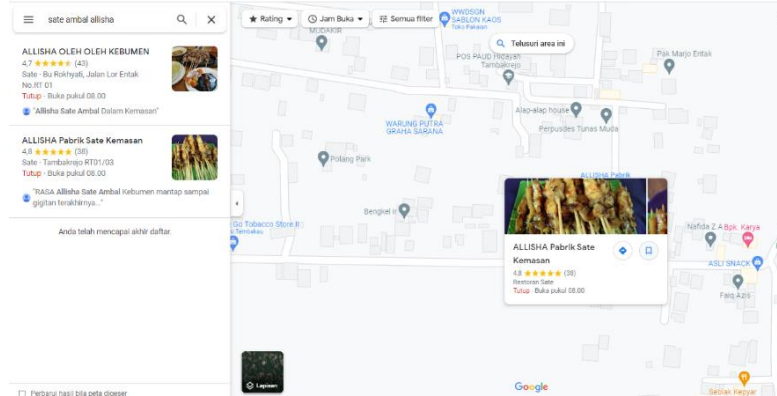 sate ambal allisha
Rating
Jam Buka
Semua filter
Telusuri area ini
ALLISHA OLEH OLEH KEBUMEN
4,7 (43)
Sate · Bu Rokhyati, Jalan Lor Entak
No.RT 01
Tutup · Buka pukul 08.00
"Allisha Sate Ambal Dalam Kemasan"
ALLISHA Pabrik Sate Kemasan
4,8 (38)
Sate · Tambakrejo RT01/03
Tutup · Buka pukul 08.00
"RASA Allisha Sate Ambal Kebumen mantap sampai
gigitan terakhirnya..."
Anda telah mencapai akhir daftar.
Perbarui hasil bila peta digeser
WWDSGN
SABLON KAOS
Toko Pakaian
MUDAKIR
POS PAUD Hidayah
Tambakrejo
Pak Marjo Entak
Alap-alap house
WARUNG PUTRA
GRAHA SARANA
Perpusdes Tunas Muda
Polang Park
ALLISHA Pabrik
Bengkel ir
Go Tobacco Store
Tembakau
ALLISHA Pabrik Sate
Kemasan
4,8 (38)
Restoran Sate
Tutup · Buka pukul 08.00
Nafida Z A
Bpk. Karya
ASLI SNACK
Faiq Azis
Lapisan
Google
Seblak Kepyar